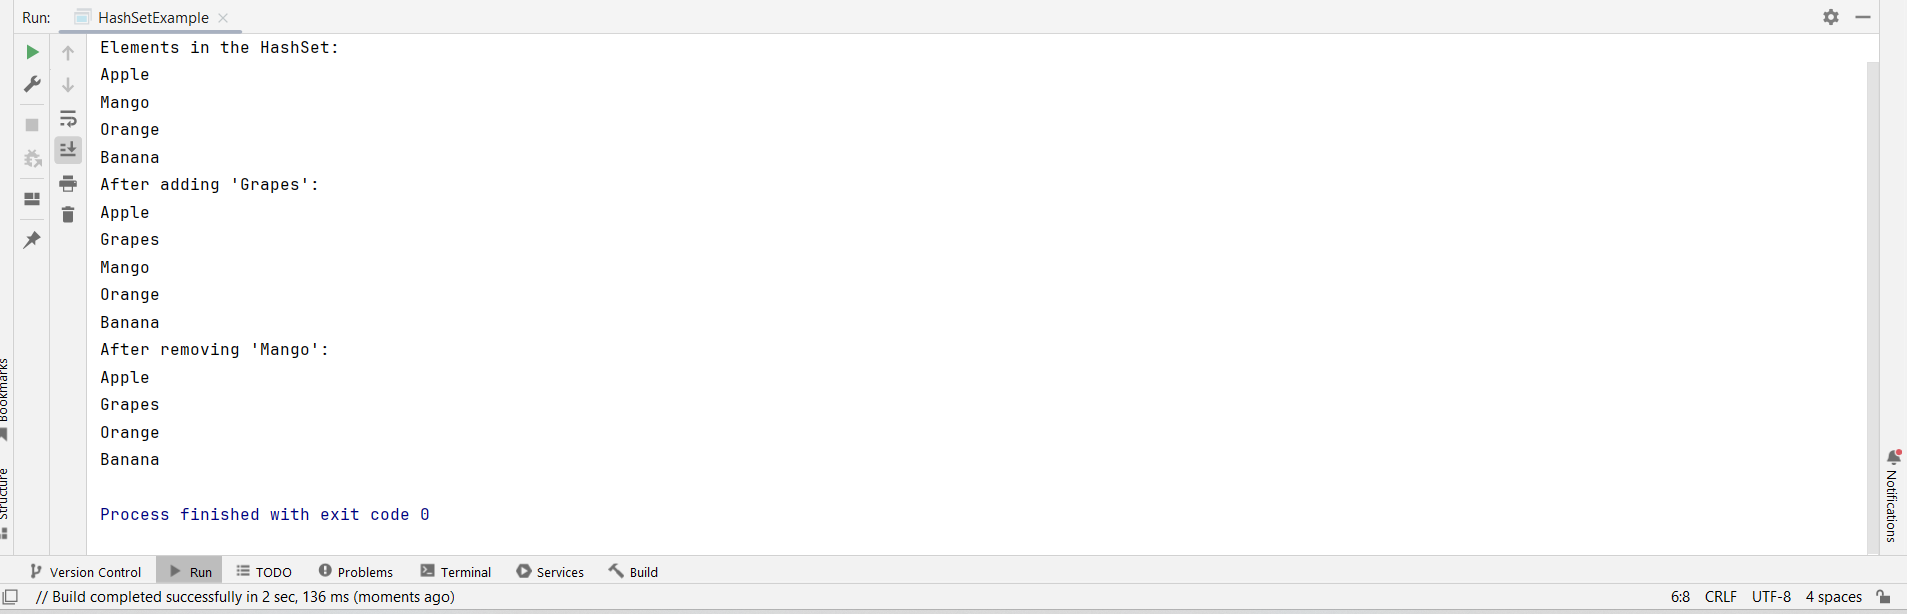 Run: HashSetExample
Elements in the HashSet:
Apple
Mango
Orange
Banana
After adding 'Grapes':
Apple
Grapes
Mango
Orange
Banana
After removing 'Mango':
Apple
Grapes
Orange
Banana
Process finished with exit code 0
Bookmarks
Structure
Notifications
Version Control Run TODO Problems Terminal Services Build
// Build completed successfully in 2 sec, 136 ms (moments ago) 6:8 CRLF UTF-8 4 spaces